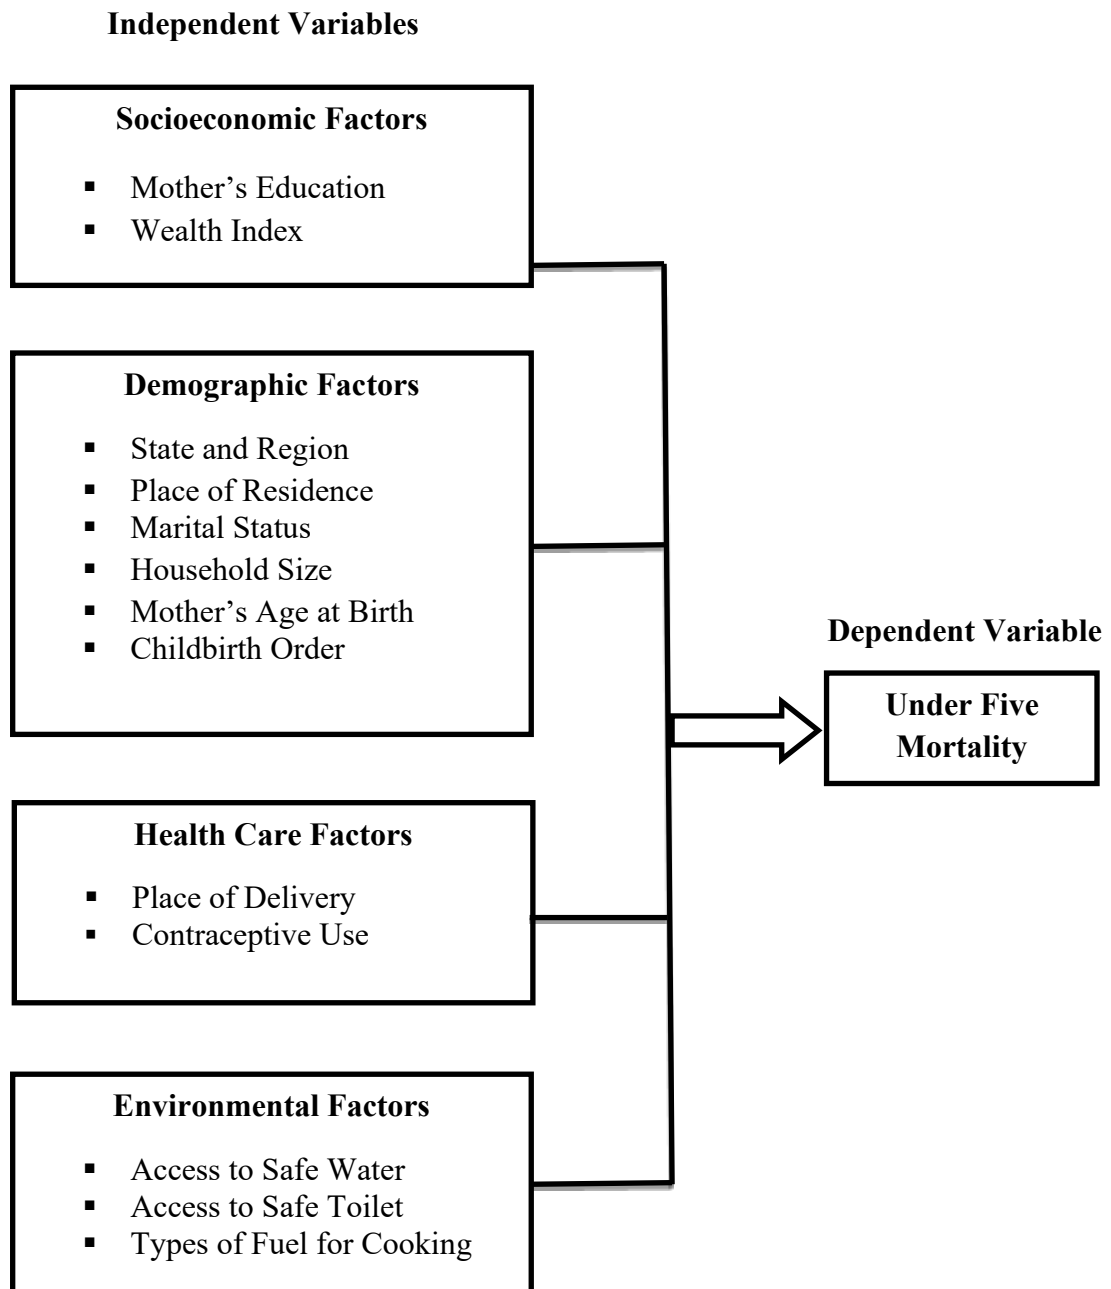 Independent Variables
Socioeconomic Factors
▪ Mother’s Education
▪ Wealth Index
Demographic Factors
▪ State and Region
▪ Place of Residence
▪ Marital Status
▪ Household Size
▪ Mother’s Age at Birth
▪ Childbirth Order
Dependent Variable
Under Five
Mortality
Health Care Factors
▪ Place of Delivery
▪ Contraceptive Use
Environmental Factors
▪ Access to Safe Water
▪ Access to Safe Toilet
▪ Types of Fuel for Cooking